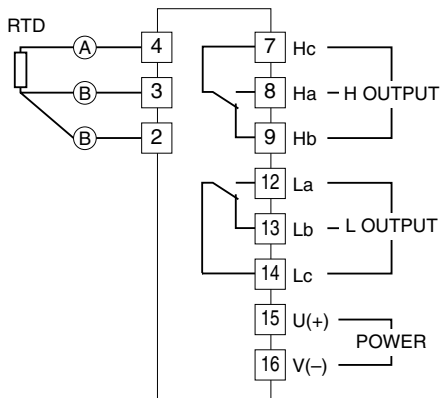 RTD
A 4 7 Hc
B 3 8 Ha H OUTPUT
B 2 9 Hb
12 La
13 Lb L OUTPUT
14 Lc
15 U(+)
POWER
16 V(–)